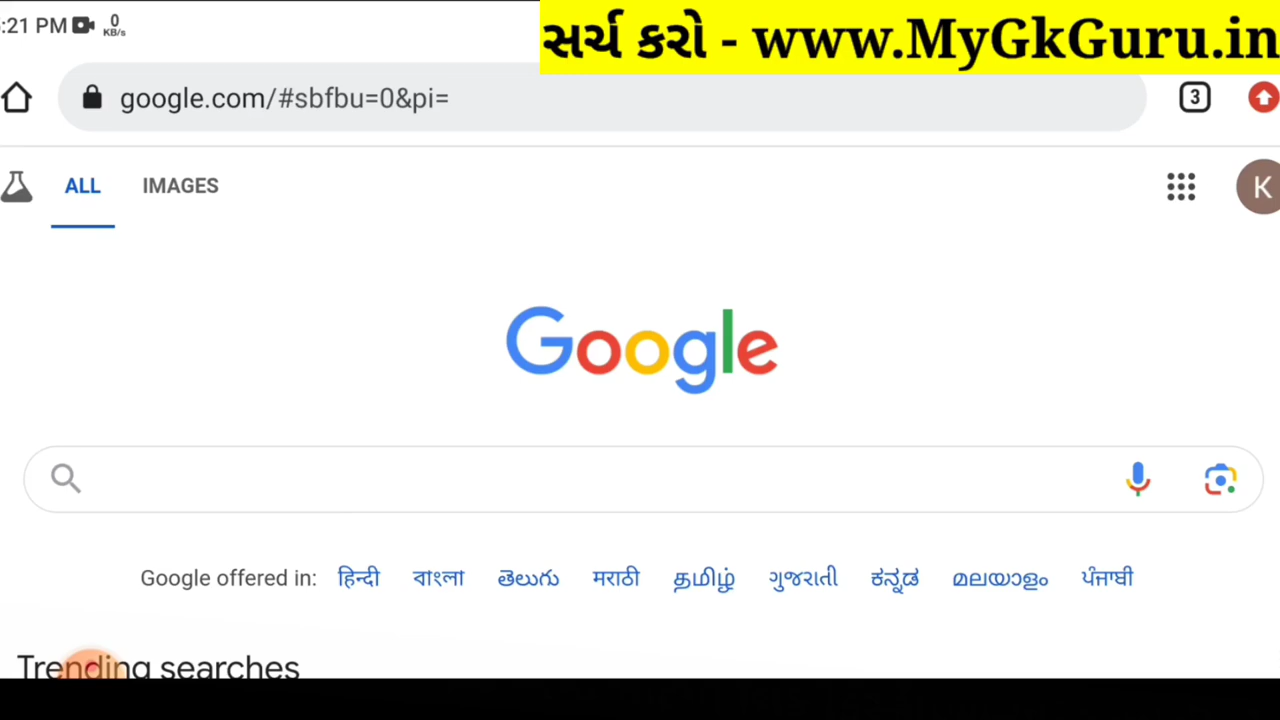 :21 PM 0 KB/s
સર્ચ કરો - www.MyGkGuru.in
google.com/#sbfbu=0&pi=
3
ALL IMAGES
K
Google
Google offered in: हिन्दी বাংলা తెలుగు मराठी தமிழ் ગુજરાતી ಕನ್ನಡ മലയാളം ਪੰਜਾਬੀ
Trending searches